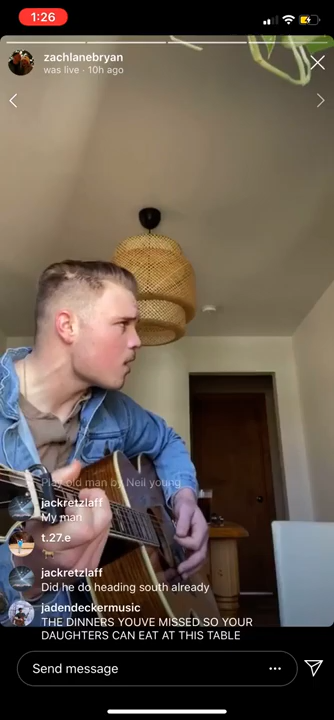 1:26
zachlanebryan
was live · 10h ago
Play old man by Neil young
jackretzlaff
My man
t.27.e
jackretzlaff
Did he do heading south already
jadendeckermusic
THE DINNERS YOUVE MISSED SO YOUR
DAUGHTERS CAN EAT AT THIS TABLE
Send message